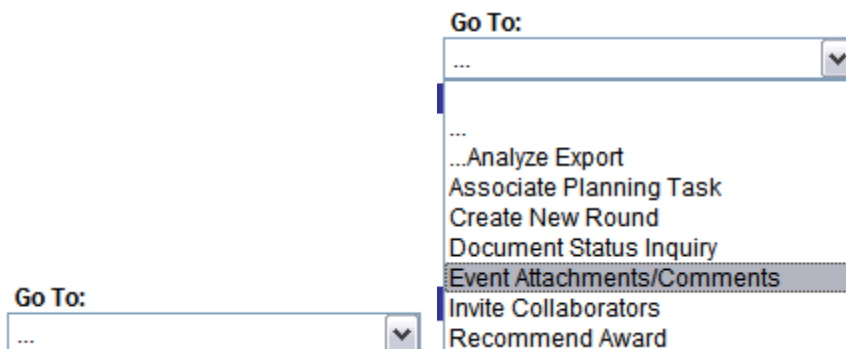 Go To:
...
...
...Analyze Export
Associate Planning Task
Create New Round
Document Status Inquiry
Event Attachments/Comments
Invite Collaborators
Recommend Award
Go To:
...